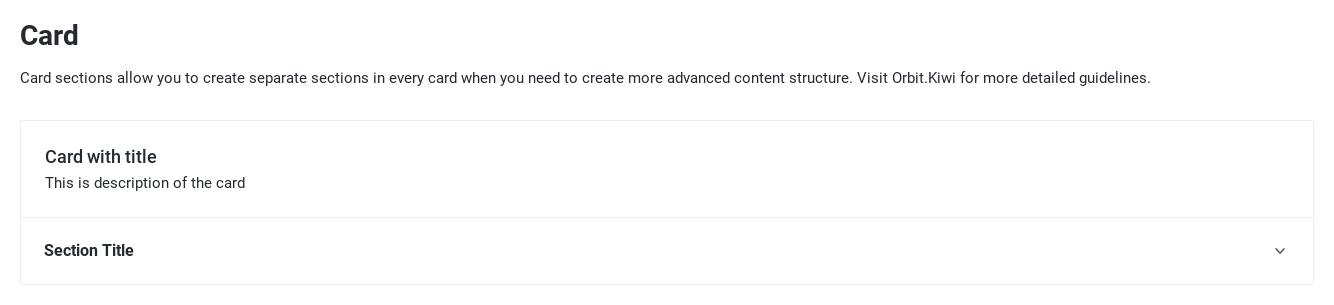 Card
Card sections allow you to create separate sections in every card when you need to create more advanced content structure. Visit Orbit.Kiwi for more detailed guidelines.
Card with title
This is description of the card
Section Title